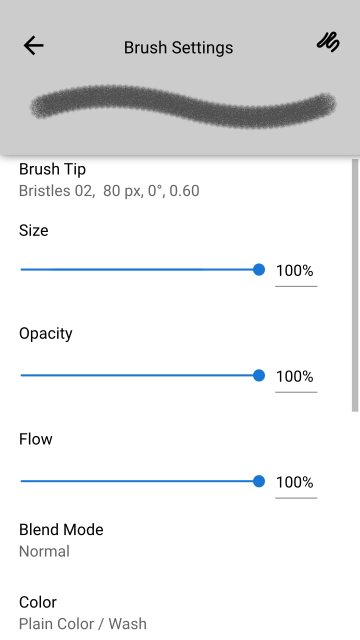 Brush Settings
Brush Tip
Bristles 02,  80 px, 0°, 0.60
Size
100%
Opacity
100%
Flow
100%
Blend Mode
Normal
Color
Plain Color / Wash